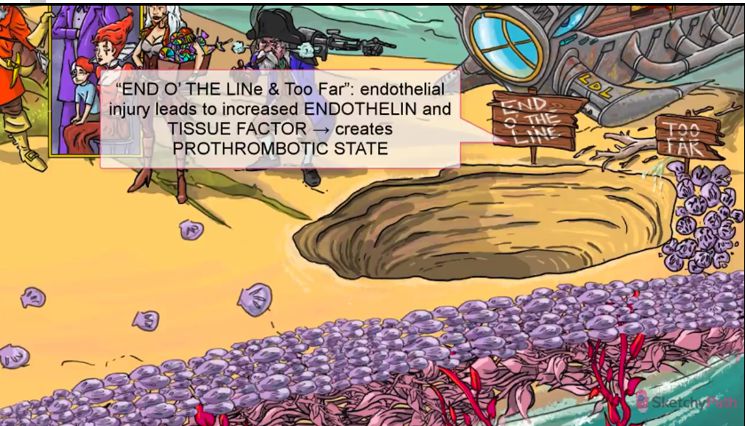 “END O’ THE LINe & Too Far”: endothelial
injury leads to increased ENDOTHELIN and
TISSUE FACTOR → creates
PROTHROMBOTIC STATE
LDL
END
O' THE
LINE
TOO
FAR
SketchyPath